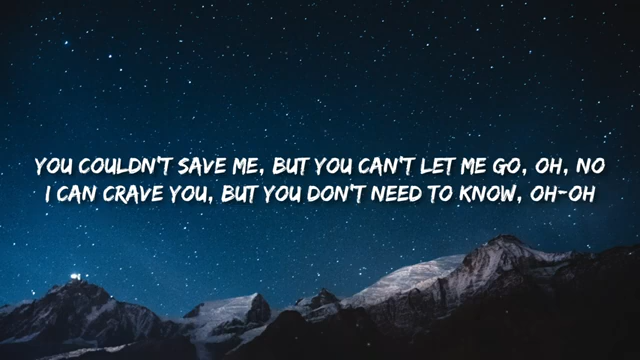 YOU COULDN'T SAVE ME, BUT YOU CAN'T LET ME GO, OH, NO
I CAN CRAVE YOU, BUT YOU DON'T NEED TO KNOW, OH-OH